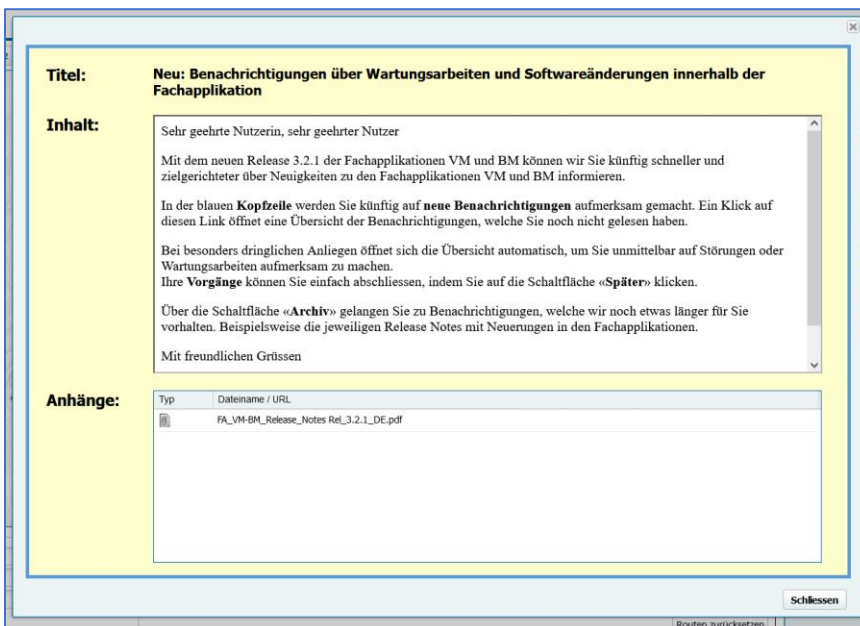 Titel:
Neu: Benachrichtigungen über Wartungsarbeiten und Softwareänderungen innerhalb der
Fachapplikation
Inhalt:
Sehr geehrte Nutzerin, sehr geehrter Nutzer
Mit dem neuen Release 3.2.1 der Fachapplikationen VM und BM können wir Sie künftig schneller und
zielgerichteter über Neuigkeiten zu den Fachapplikationen VM und BM informieren.
In der blauen Kopfzeile werden Sie künftig auf neue Benachrichtigungen aufmerksam gemacht. Ein Klick auf
diesen Link öffnet eine Übersicht der Benachrichtigungen, welche Sie noch nicht gelesen haben.
Bei besonders dringlichen Anliegen öffnet sich die Übersicht automatisch, um Sie unmittelbar auf Störungen oder
Wartungsarbeiten aufmerksam zu machen.
Ihre Vorgänge können Sie einfach abschliessen, indem Sie auf die Schaltfläche «Später» klicken.
Über die Schaltfläche «Archiv» gelangen Sie zu Benachrichtigungen, welche wir noch etwas länger für Sie
vorhalten. Beispielsweise die jeweiligen Release Notes mit Neuerungen in den Fachapplikationen.
Mit freundlichen Grüssen
Anhänge:
Typ Dateiname / URL
FA_VM-BM_Release_Notes Rel_3.2.1_DE.pdf
Schliessen
Routen zurücksetzen